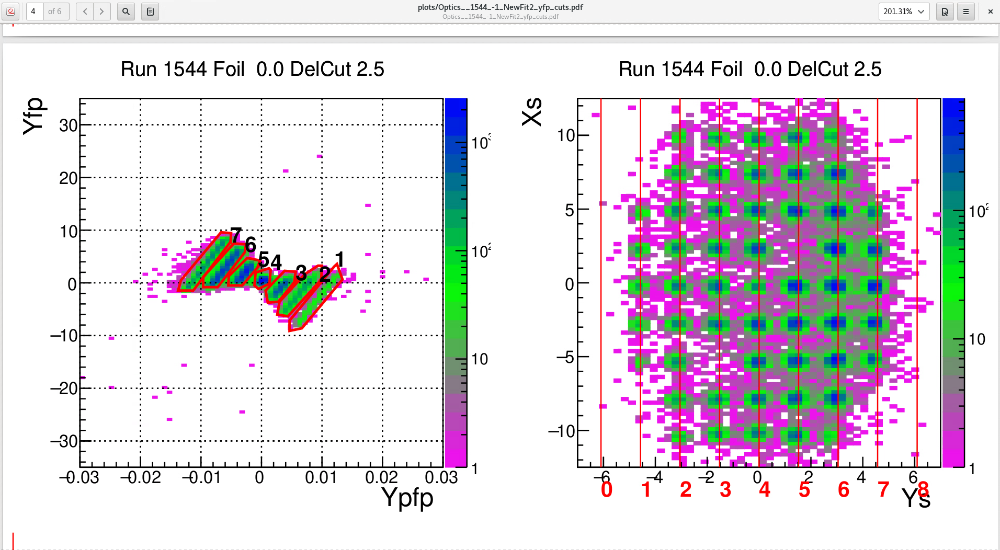 4 of 6
plots/Optics__1544_-1_NewFit2_yfp_cuts.pdf
Optics__1544_-1_NewFit2_yfp_cuts.pdf
201.31%
Run 1544 Foil 0.0 DelCut 2.5
Yfp
30
20
10
0
−10
−20
−30
−0.03 −0.02 −0.01 0 0.01 0.02 0.03
Ypfp
7
6
5
4
3
2
1
10³
10²
10
1
Run 1544 Foil 0.0 DelCut 2.5
Xs
10
5
0
−5
−10
−6 −4 −2 0 2 4 6
0 1 2 3 4 5 6 7 8
Ys
10²
10
1